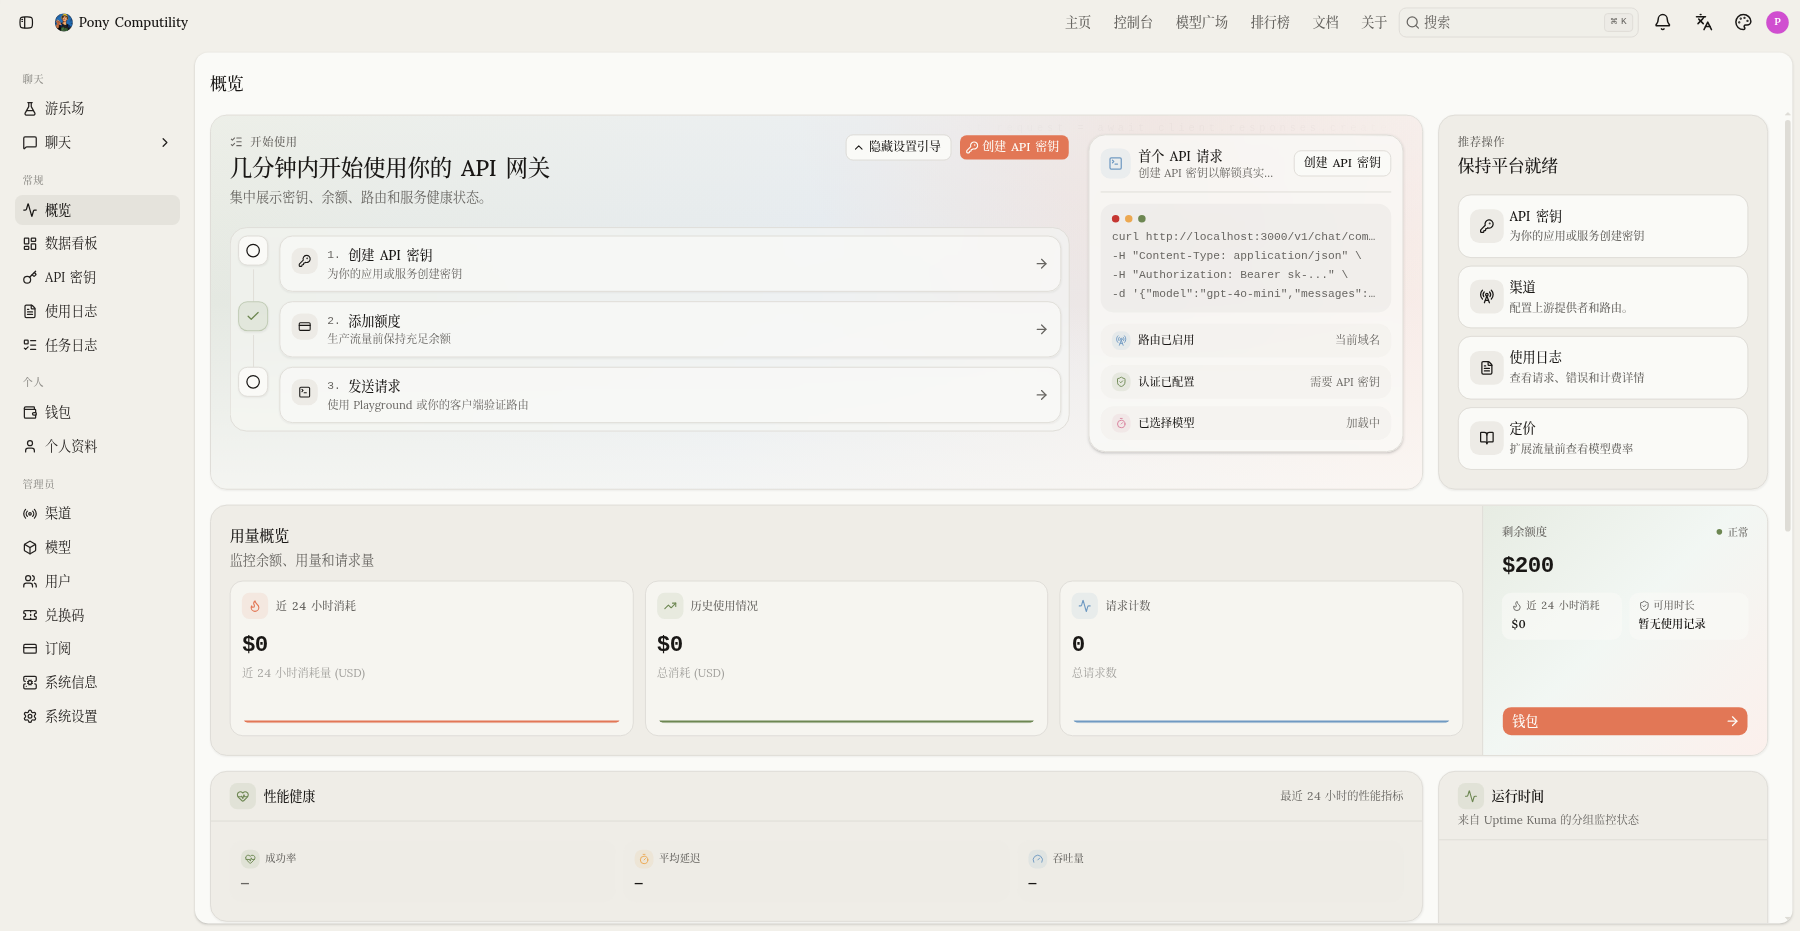 Pony Computility
主页 控制台 模型广场 排行榜 文档 关于
搜索 ⌘ K
P
聊天
游乐场
聊天
常规
概览
数据看板
API 密钥
使用日志
任务日志
个人
钱包
个人资料
管理员
渠道
模型
用户
兑换码
订阅
系统信息
系统设置
概览
开始使用
几分钟内开始使用你的 API 网关
集中展示密钥、余额、路由和服务健康状态。
隐藏设置引导
创建 API 密钥
1. 创建 API 密钥
为你的应用或服务创建密钥
2. 添加额度
生产流量前保持充足余额
3. 发送请求
使用 Playground 或你的客户端验证路由
首个 API 请求
创建 API 密钥以解锁真实...
创建 API 密钥
curl http://localhost:3000/v1/chat/com…
-H "Content-Type: application/json" \
-H "Authorization: Bearer sk-..." \
-d '{"model":"gpt-4o-mini","messages":…
路由已启用 当前域名
认证已配置 需要 API 密钥
已选择模型 加载中
推荐操作
保持平台就绪
API 密钥
为你的应用或服务创建密钥
渠道
配置上游提供者和路由。
使用日志
查看请求、错误和计费详情
定价
扩展流量前查看模型费率
用量概览
监控余额、用量和请求量
近 24 小时消耗
$0
近 24 小时消耗量 (USD)
历史使用情况
$0
总消耗 (USD)
请求计数
0
总请求数
剩余额度 正常
$200
近 24 小时消耗
$0
可用时长
暂无使用记录
钱包
性能健康 最近 24 小时的性能指标
成功率
–
平均延迟
–
吞吐量
–
运行时间
来自 Uptime Kuma 的分组监控状态